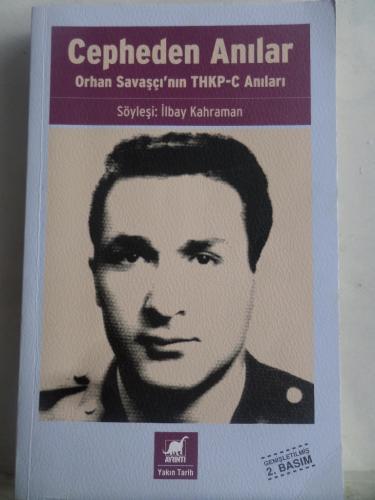 Cepheden Anılar
Orhan Savaşçı'nın THKP-C Anıları
Söyleşi: İlbay Kahraman
AYRINTI
Yakın Tarih
GENİŞLETİLMİŞ
2. BASIM